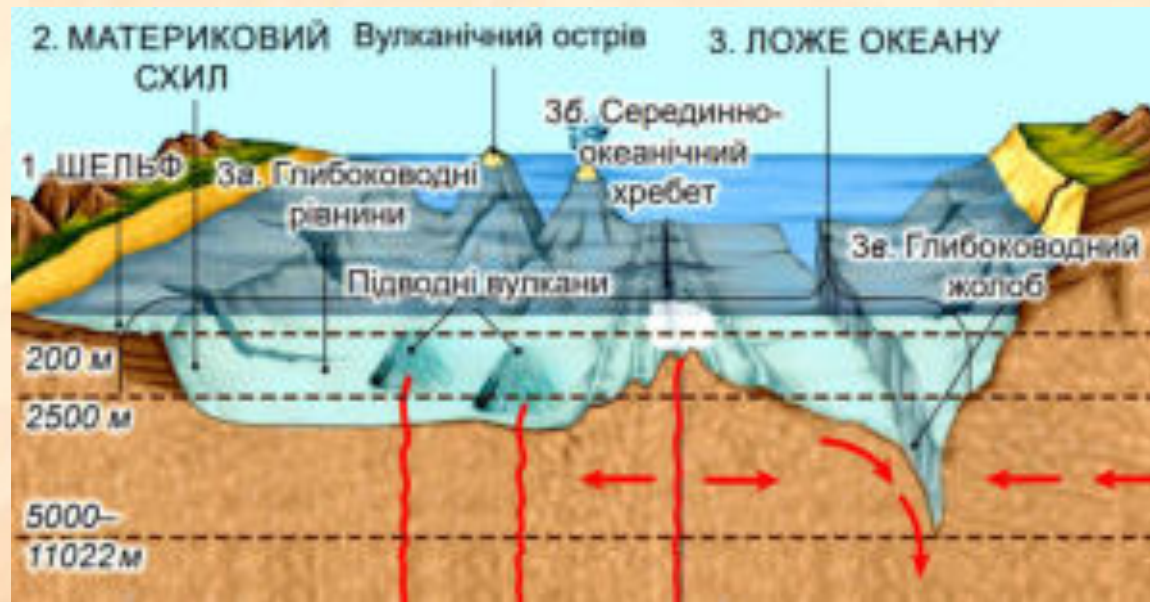 2. МАТЕРИКОВИЙ
СХИЛ
Вулканічний острів
3. ЛОЖЕ ОКЕАНУ
3б. Серединно-
океанічний
хребет
1. ШЕЛЬФ
3а. Глибоководні
рівнини
3в. Глибоководний
жолоб
Підводні вулкани
200 м
2500 м
5000–
11022 м